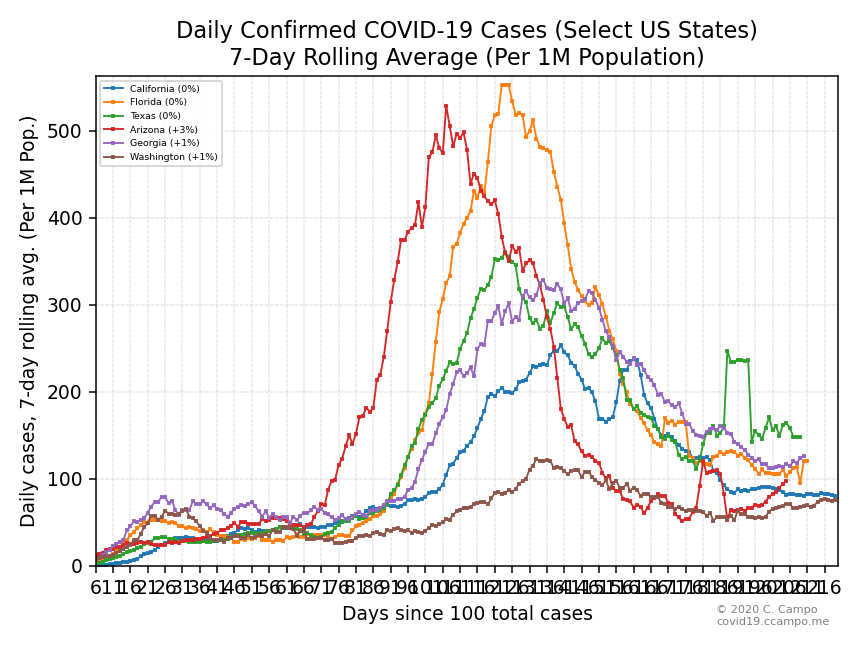 Daily Confirmed COVID-19 Cases (Select US States)
7-Day Rolling Average (Per 1M Population)
California (0%)
Florida (0%)
Texas (0%)
Arizona (+3%)
Georgia (+1%)
Washington (+1%)
Daily cases, 7-day rolling avg. (Per 1M Pop.)
500
400
300
200
100
0
Days since 100 total cases
© 2020 C. Campo
covid19.ccampo.me